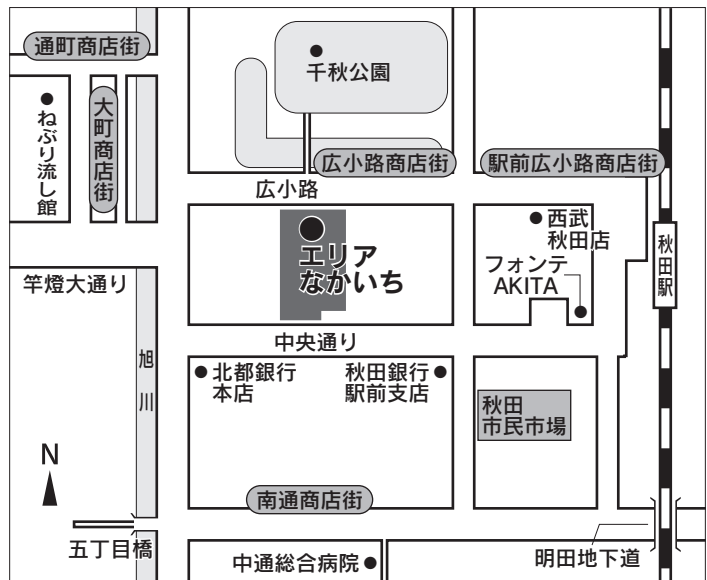 通町商店街
千秋公園
ねぶり流し館
大町商店街
広小路商店街
駅前広小路商店街
広小路
西武
秋田店
エリア
なかいち
フォンテ
AKITA
秋田駅
竿燈大通り
中央通り
旭川
北都銀行
本店
秋田銀行
駅前支店
秋田
市民市場
N
南通商店街
五丁目橋
中通総合病院
明田地下道